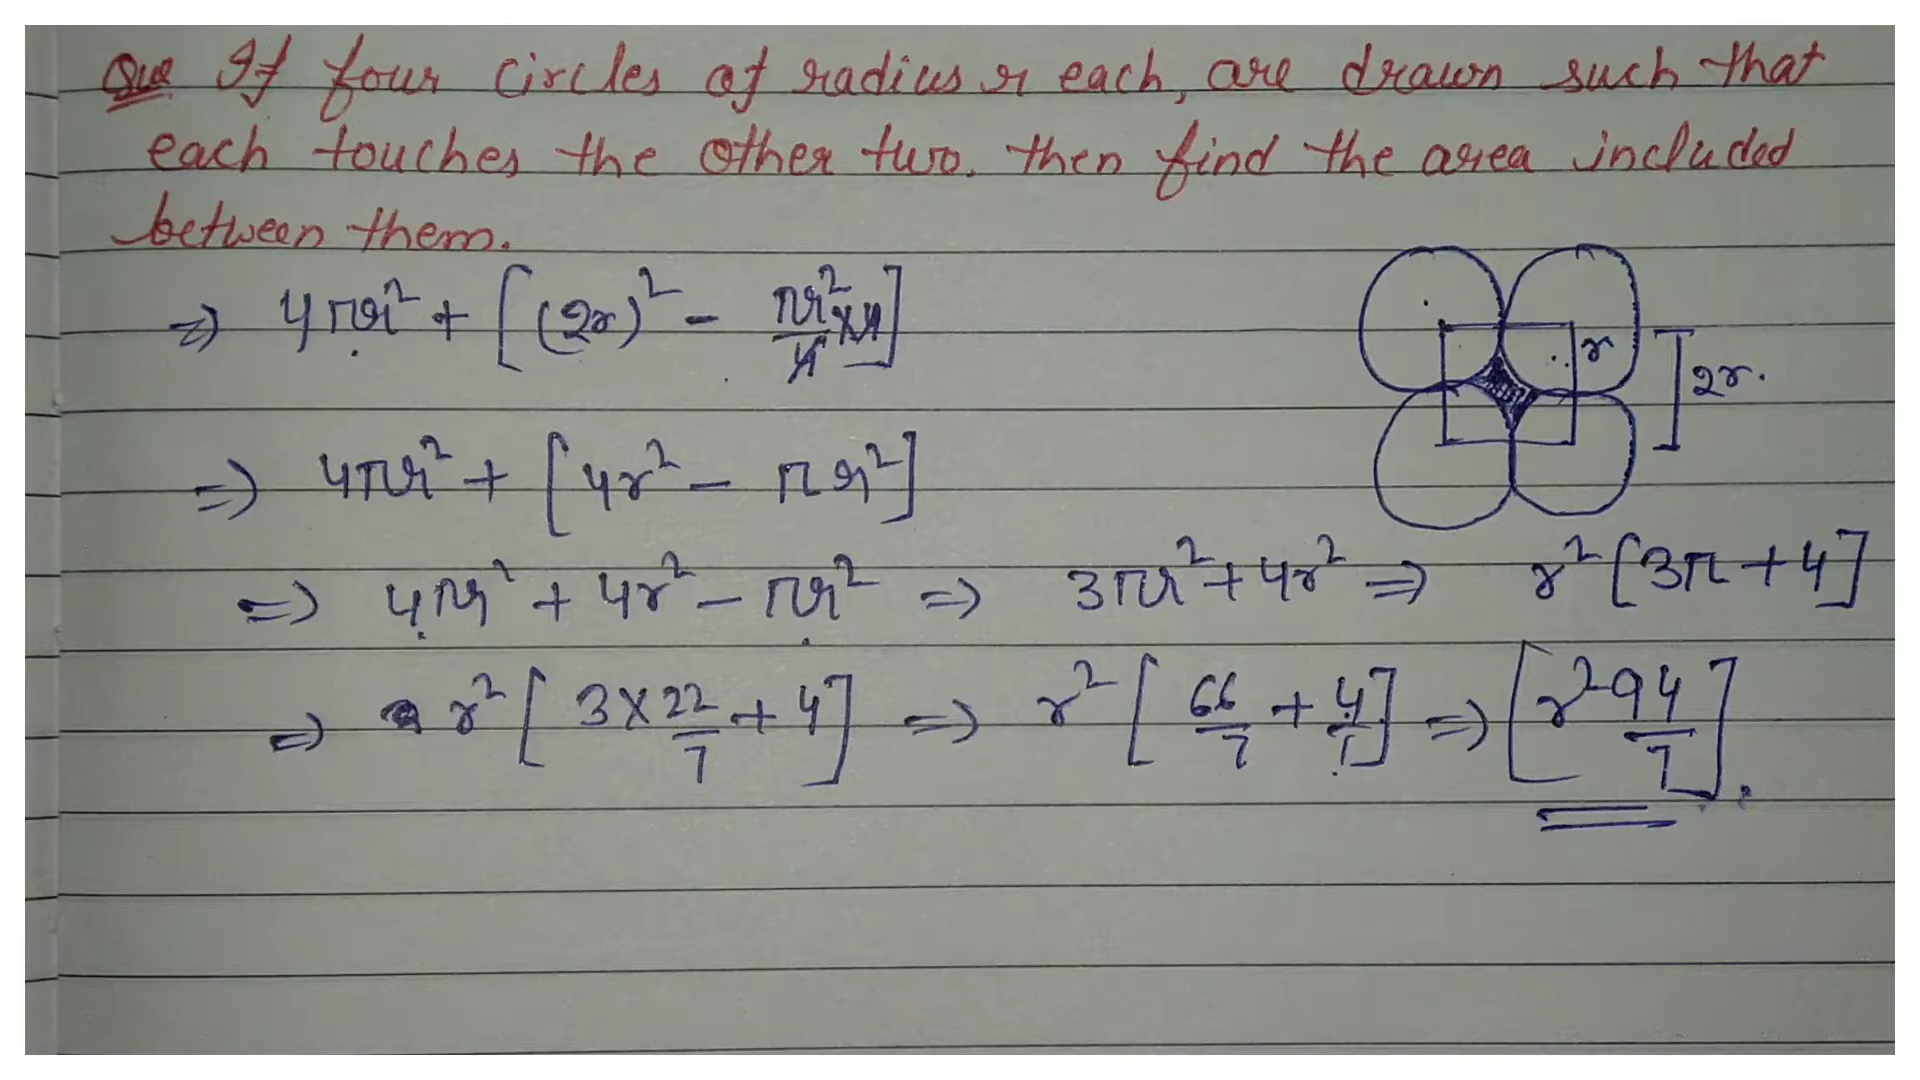 Que If four circles of radius r each, are drawn such that
each touches the other two. then find the area included
between them.
⇒ 4πr² + [(2r)² - πr²/4 × 4]
r
2r.
⇒ 4πr² + [4r² - πr²]
⇒ 4πr² + 4r² - πr² ⇒ 3πr² + 4r² ⇒ r² [3π + 4]
⇒ r² [3×22/7 + 4] ⇒ r² [66/7 + 4/1] ⇒ [r² 94/7].